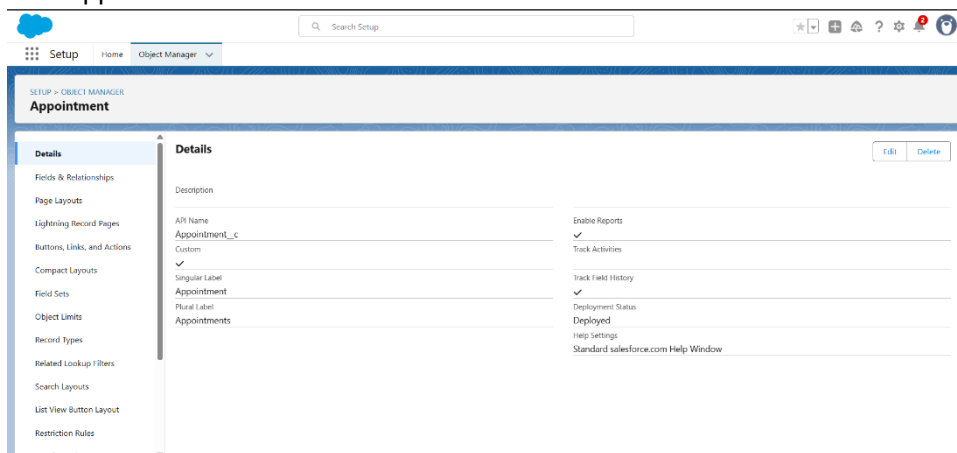 Search Setup
2
Setup Home Object Manager
SETUP > OBJECT MANAGER
Appointment
Details
Fields & Relationships
Page Layouts
Lightning Record Pages
Buttons, Links, and Actions
Compact Layouts
Field Sets
Object Limits
Record Types
Related Lookup Filters
Search Layouts
List View Button Layout
Restriction Rules
Details
Edit Delete
Description
API Name
Appointment__c
Custom
Singular Label
Appointment
Plural Label
Appointments
Enable Reports
Track Activities
Track Field History
Deployment Status
Deployed
Help Settings
Standard salesforce.com Help Window